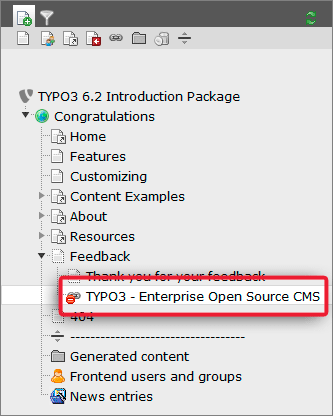 TYPO3 6.2 Introduction Package
Congratulations
Home
Features
Customizing
Content Examples
About
Resources
Feedback
Thank you for your feedback
TYPO3 - Enterprise Open Source CMS
404
------------------------------------
Generated content
Frontend users and groups
News entries